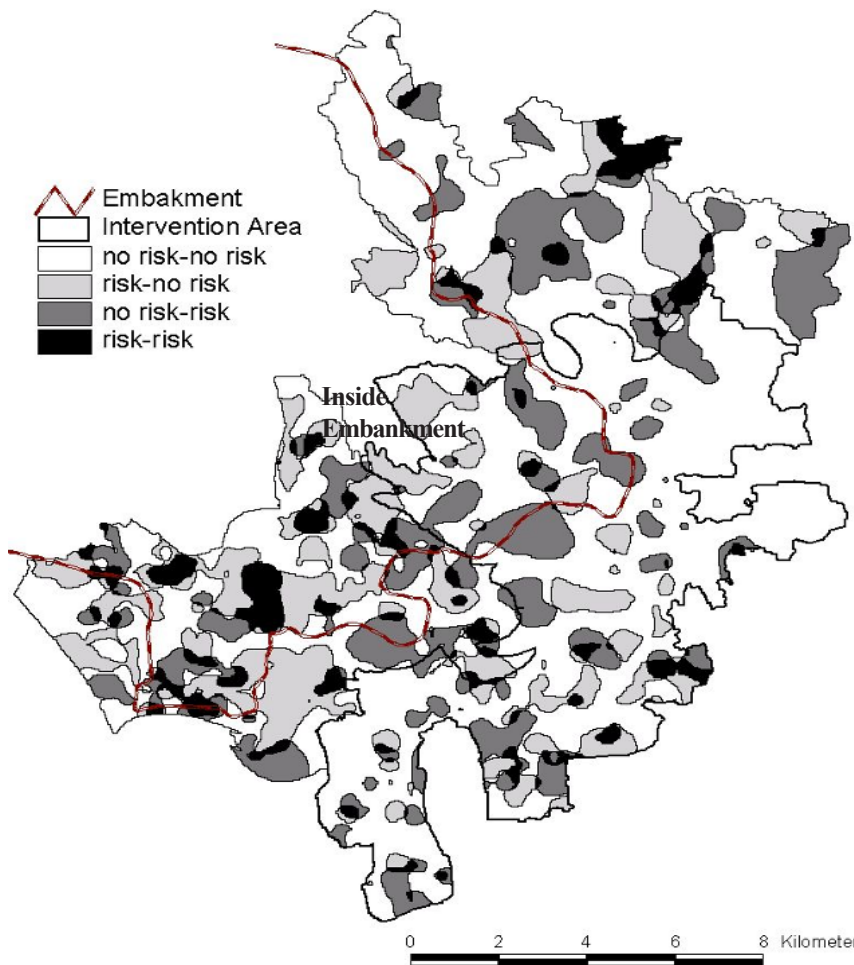 Embakment
Intervention Area
no risk-no risk
risk-no risk
no risk-risk
risk-risk
Inside
Embankment
0 2 4 6 8 Kilomete